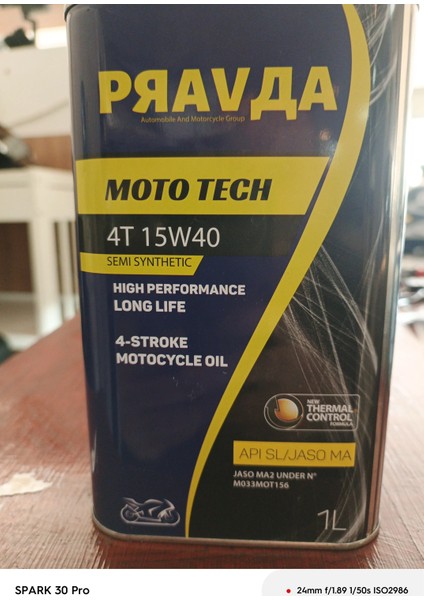 PЯAVДA
Automobile And Motorcycle Group
MOTO TECH
4T 15W40
SEMI SYNTHETIC
HIGH PERFORMANCE
LONG LIFE
4-STROKE
MOTOCYCLE OIL
NEW
THERMAL
CONTROL
FORMULA
API SL/JASO MA
JASO MA2 UNDER N°
M033MOT156
1L
SPARK 30 Pro
24mm f/1.89 1/50s ISO2986